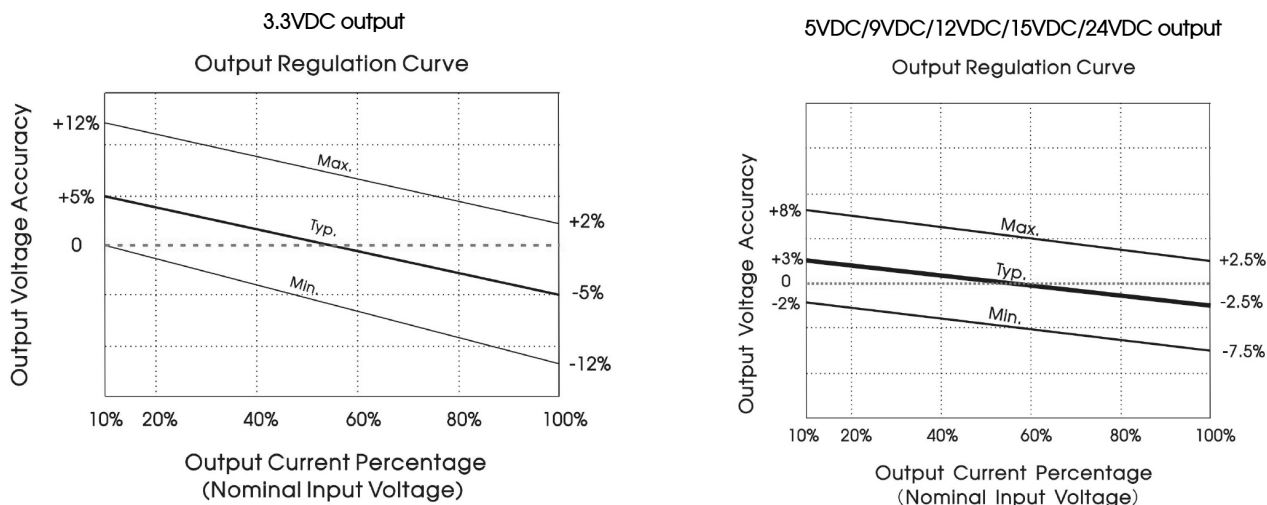 3.3VDC output
Output Regulation Curve
Output Voltage Accuracy
+12%
+5%
0
Max.
Typ.
Min.
+2%
-5%
-12%
10% 20% 40% 60% 80% 100%
Output Current Percentage
(Nominal Input Voltage)
5VDC/9VDC/12VDC/15VDC/24VDC output
Output Regulation Curve
Output Voltage Accuracy
+8%
+3%
0
-2%
Max.
Typ.
Min.
+2.5%
-2.5%
-7.5%
10% 20% 40% 60% 80% 100%
Output Current Percentage
(Nominal Input Voltage)